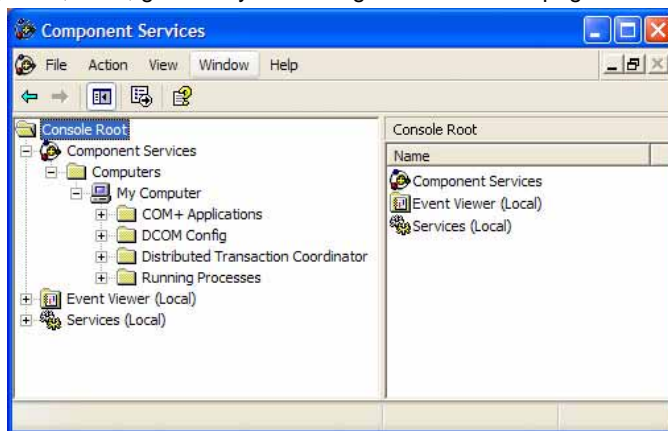 Component Services
File Action View Window Help
Console Root
Component Services
Computers
My Computer
COM+ Applications
DCOM Config
Distributed Transaction Coordinator
Running Processes
Event Viewer (Local)
Services (Local)
Console Root
Name
Component Services
Event Viewer (Local)
Services (Local)